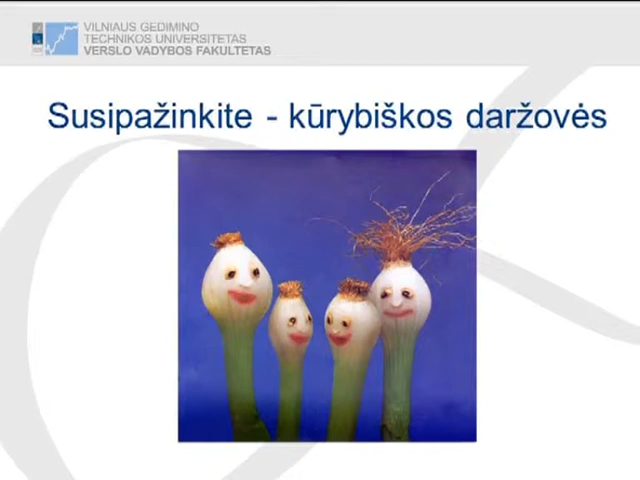 VILNIAUS GEDIMINO
TECHNIKOS UNIVERSITETAS
VERSLO VADYBOS FAKULTETAS
Susipažinkite - kūrybiškos daržovės